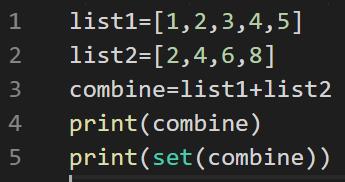 1 list1=[1,2,3,4,5]
2 list2=[2,4,6,8]
3 combine=list1+list2
4 print(combine)
5 print(set(combine))